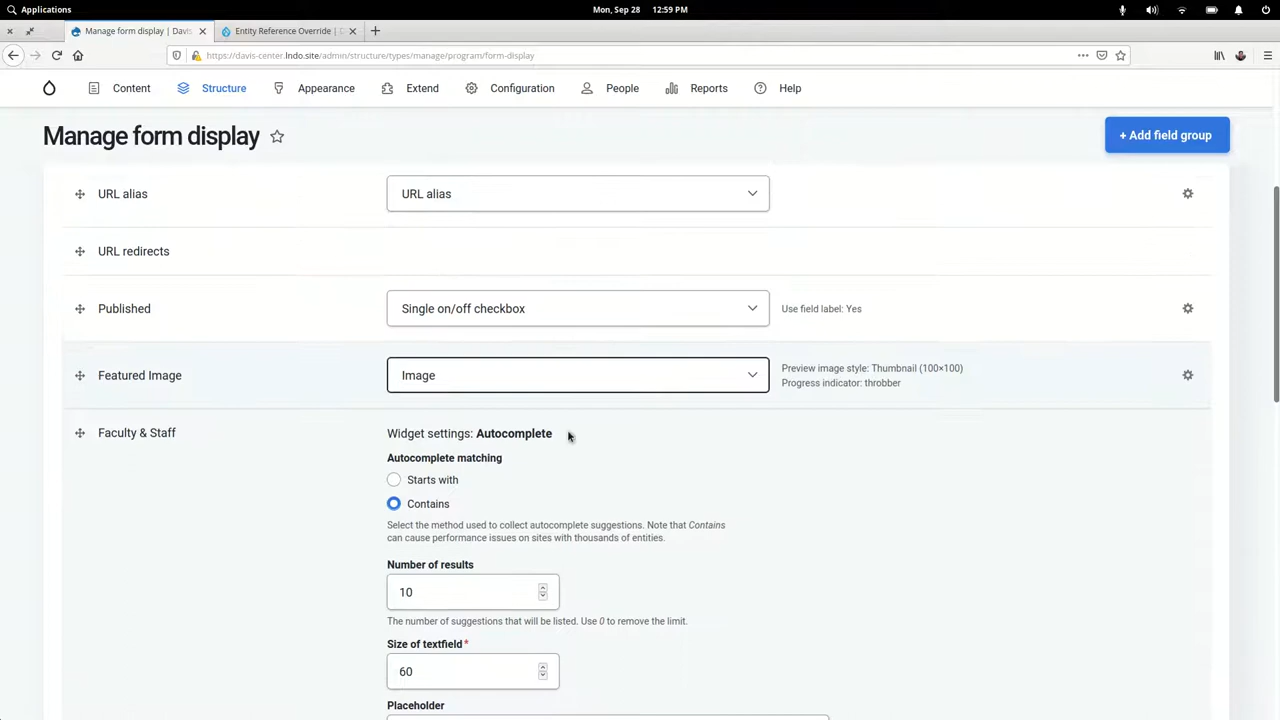 Applications
Mon, Sep 28 12:59 PM
Manage form display | Davis
Entity Reference Override |
https://davis-center.lndo.site/admin/structure/types/manage/program/form-display
Content Structure Appearance Extend Configuration People Reports Help
Manage form display
+ Add field group
URL alias
URL alias
URL redirects
Published
Single on/off checkbox
Use field label: Yes
Featured Image
Image
Preview image style: Thumbnail (100×100)
Progress indicator: throbber
Faculty & Staff
Widget settings: Autocomplete
Autocomplete matching
Starts with
Contains
Select the method used to collect autocomplete suggestions. Note that Contains
can cause performance issues on sites with thousands of entities.
Number of results
10
The number of suggestions that will be listed. Use 0 to remove the limit.
Size of textfield*
60
Placeholder